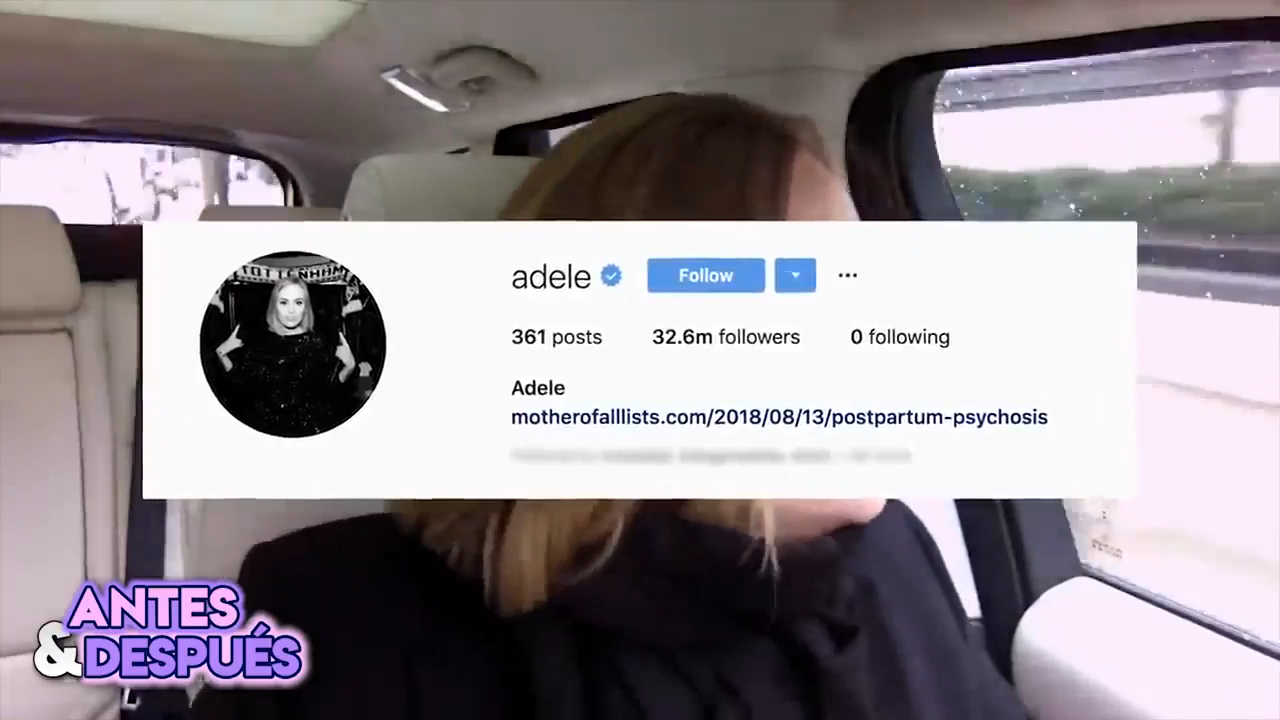 TOTTENHAM
adele Follow ...
361 posts 32.6m followers 0 following
Adele
motherofalllists.com/2018/08/13/postpartum-psychosis
ANTES
&DESPUÉS